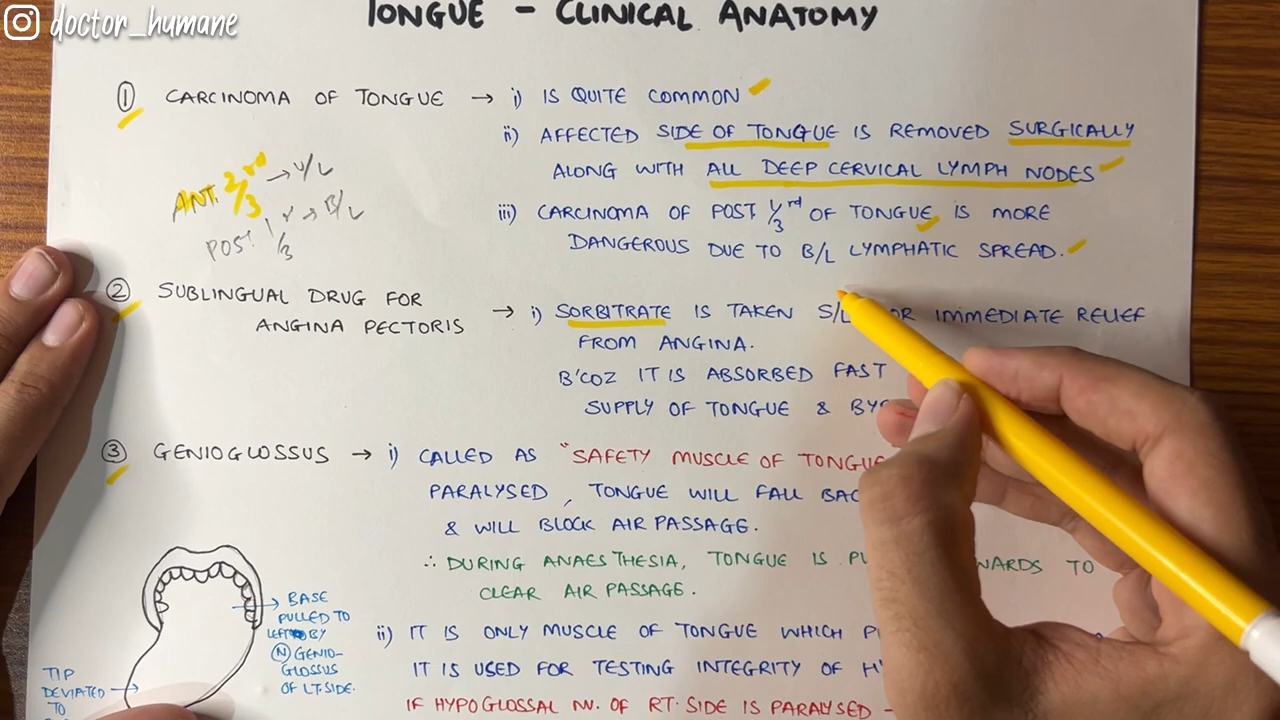 doctor_humane
TONGUE - CLINICAL ANATOMY
① CARCINOMA OF TONGUE → i) IS QUITE COMMON
ii) AFFECTED SIDE OF TONGUE IS REMOVED SURGICALLY
ALONG WITH ALL DEEP CERVICAL LYMPH NODES
ANT. 2/3rd → U/L
POST. 1/3 r → B/L
iii) CARCINOMA OF POST. 1/3rd OF TONGUE IS MORE
DANGEROUS DUE TO B/L LYMPHATIC SPREAD.
② SUBLINGUAL DRUG FOR
ANGINA PECTORIS → i) SORBITRATE IS TAKEN S/L OR IMMEDIATE RELIEF
FROM ANGINA.
B'COZ IT IS ABSORBED FAST
SUPPLY OF TONGUE &
③ GENIOGLOSSUS → i) CALLED AS "SAFETY MUSCLE OF TONGUE
PARALYSED, TONGUE WILL FALL
& WILL BLOCK AIR PASSAGE.
∴ DURING ANAESTHESIA, TONGUE IS WARDS TO
CLEAR AIR PASSAGE.
ii) IT IS ONLY MUSCLE OF TONGUE WHICH
IT IS USED FOR TESTING INTEGRITY OF
IF HYPOGLOSSAL NV. OF RT. SIDE IS PARALYSED -
BASE
PULLED TO
LEFT BY
Ⓝ GENIO-
GLOSSUS
OF LT. SIDE.
TIP
DEVIATED
TO